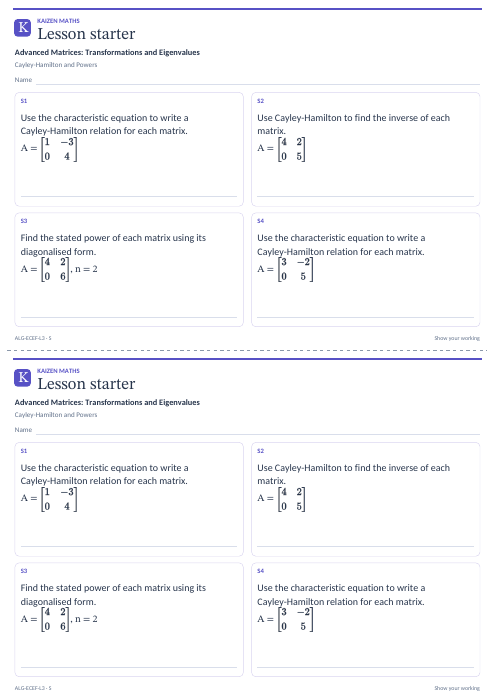 K
KAIZEN MATHS
Lesson starter
Advanced Matrices: Transformations and Eigenvalues
Cayley-Hamilton and Powers
Name
S1
Use the characteristic equation to write a
Cayley-Hamilton relation for each matrix.
A = [1 −3
0 4]
S2
Use Cayley-Hamilton to find the inverse of each
matrix.
A = [4 2
0 5]
S3
Find the stated power of each matrix using its
diagonalised form.
A = [4 2
0 6], n = 2
S4
Use the characteristic equation to write a
Cayley-Hamilton relation for each matrix.
A = [3 −2
0 5]
ALG-ECEF-L3 · S
Show your working
K
KAIZEN MATHS
Lesson starter
Advanced Matrices: Transformations and Eigenvalues
Cayley-Hamilton and Powers
Name
S1
Use the characteristic equation to write a
Cayley-Hamilton relation for each matrix.
A = [1 −3
0 4]
S2
Use Cayley-Hamilton to find the inverse of each
matrix.
A = [4 2
0 5]
S3
Find the stated power of each matrix using its
diagonalised form.
A = [4 2
0 6], n = 2
S4
Use the characteristic equation to write a
Cayley-Hamilton relation for each matrix.
A = [3 −2
0 5]
ALG-ECEF-L3 · S
Show your working